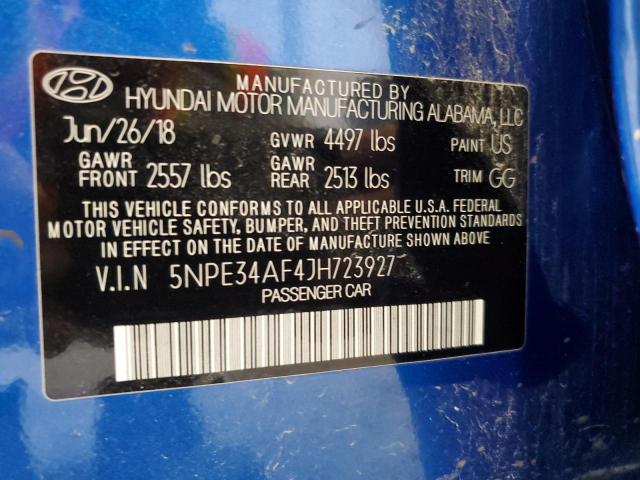 MANUFACTURED BY
HYUNDAI MOTOR MANUFACTURING ALABAMA, LLC
Jun/26/18 GVWR 4497 lbs PAINT US
GAWR FRONT 2557 lbs GAWR REAR 2513 lbs TRIM GG
THIS VEHICLE CONFORMS TO ALL APPLICABLE U.S.A. FEDERAL
MOTOR VEHICLE SAFETY, BUMPER, AND THEFT PREVENTION STANDARDS
IN EFFECT ON THE DATE OF MANUFACTURE SHOWN ABOVE
V.I.N 5NPE34AF4JH723927
PASSENGER CAR